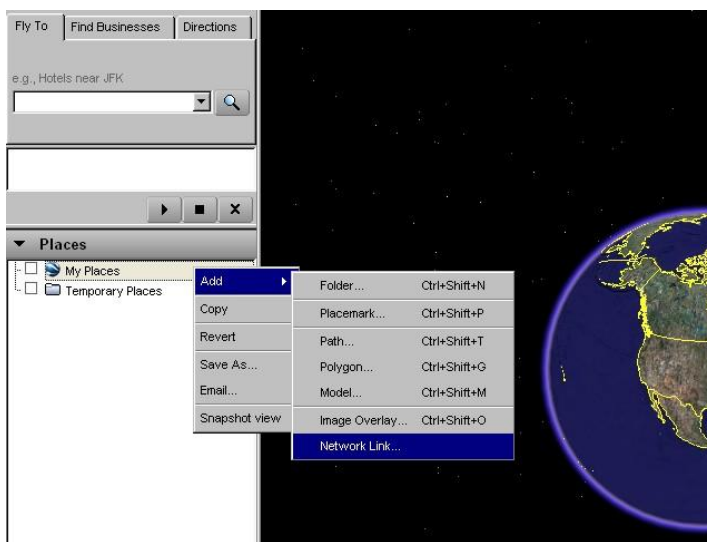 Fly To Find Businesses Directions
e.g., Hotels near JFK
Places
My Places
Temporary Places
Add
Copy
Revert
Save As...
Email...
Snapshot view
Folder... Ctrl+Shift+N
Placemark... Ctrl+Shift+P
Path... Ctrl+Shift+T
Polygon... Ctrl+Shift+G
Model... Ctrl+Shift+M
Image Overlay... Ctrl+Shift+O
Network Link...